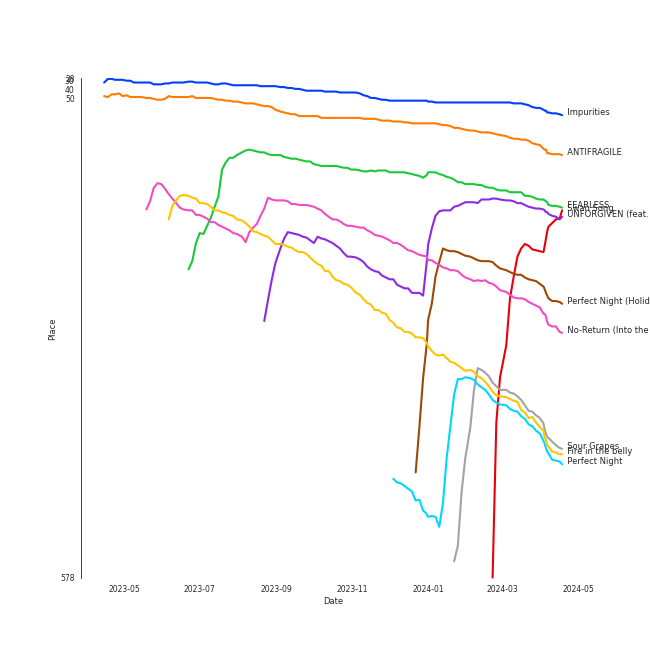 40
50
Impurities
ANTIFRAGILE
FEARLESS
Swan Song
UNFORGIVEN (feat.
Perfect Night (Holid
No-Return (Into the
Sour Grapes
Fire in the belly
Perfect Night
Place
578
2023-05 2023-07 2023-09 2023-11 2024-01 2024-03 2024-05
Date